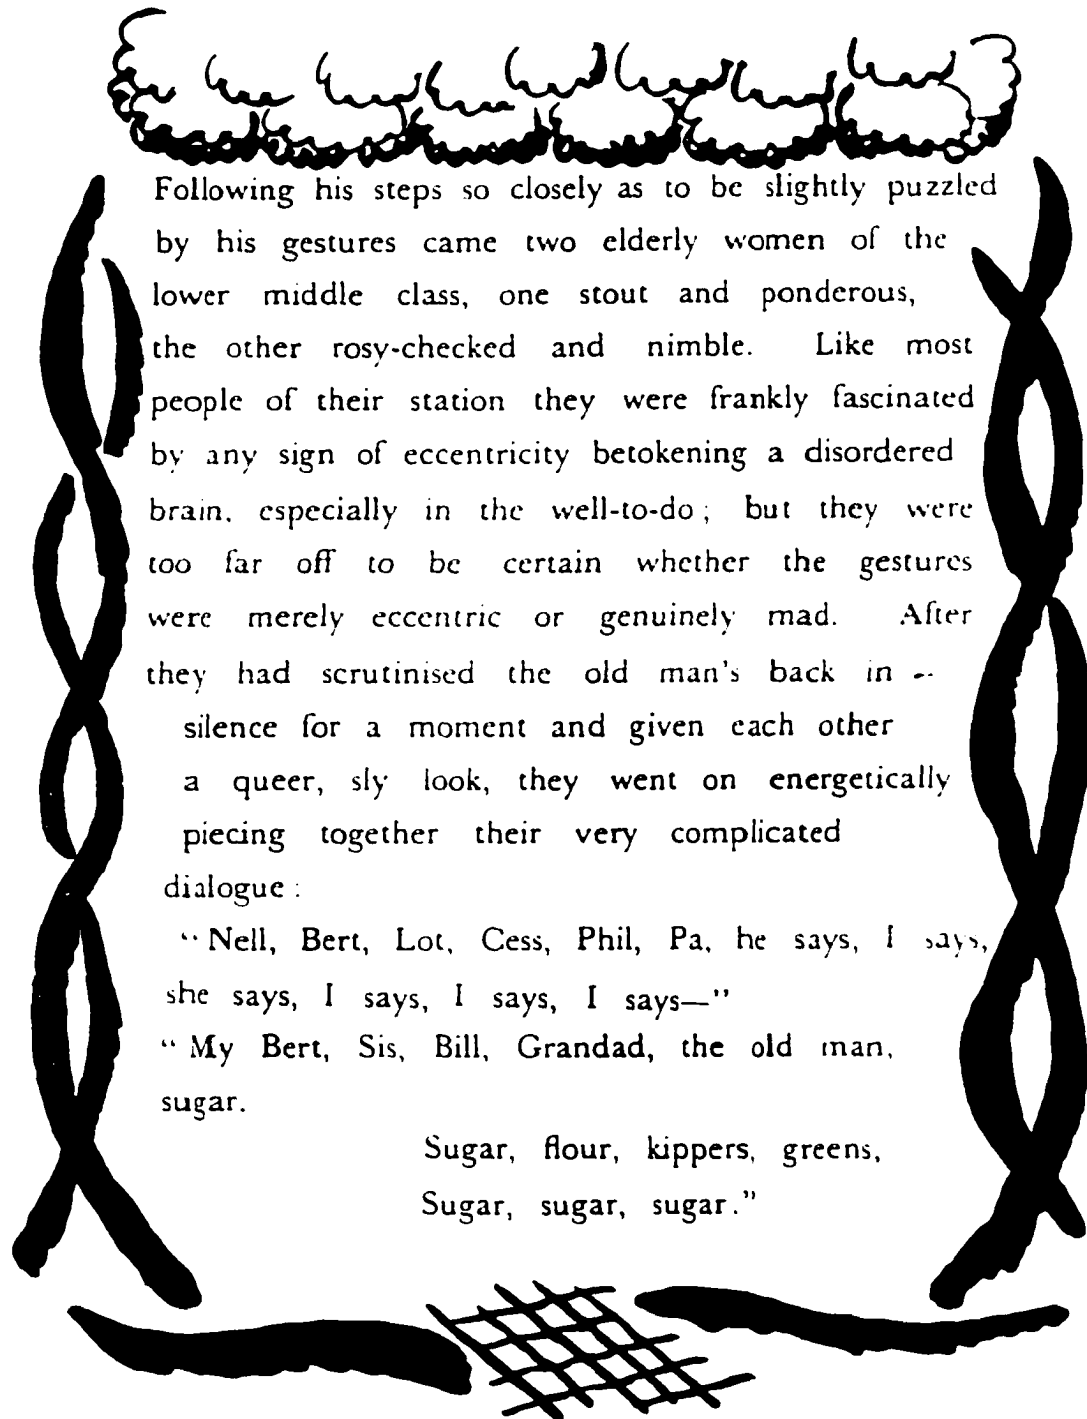 Following his steps so closely as to be slightly puzzled
by his gestures came two elderly women of the
lower middle class, one stout and ponderous,
the other rosy-checked and nimble. Like most
people of their station they were frankly fascinated
by any sign of eccentricity betokening a disordered
brain, especially in the well-to-do; but they were
too far off to be certain whether the gestures
were merely eccentric or genuinely mad. After
they had scrutinised the old man's back in
silence for a moment and given each other
a queer, sly look, they went on energetically
piecing together their very complicated
dialogue:
"Nell, Bert, Lot, Cess, Phil, Pa, he says, I says,
she says, I says, I says, I says—"
"My Bert, Sis, Bill, Grandad, the old man,
sugar.
Sugar, flour, kippers, greens,
Sugar, sugar, sugar."